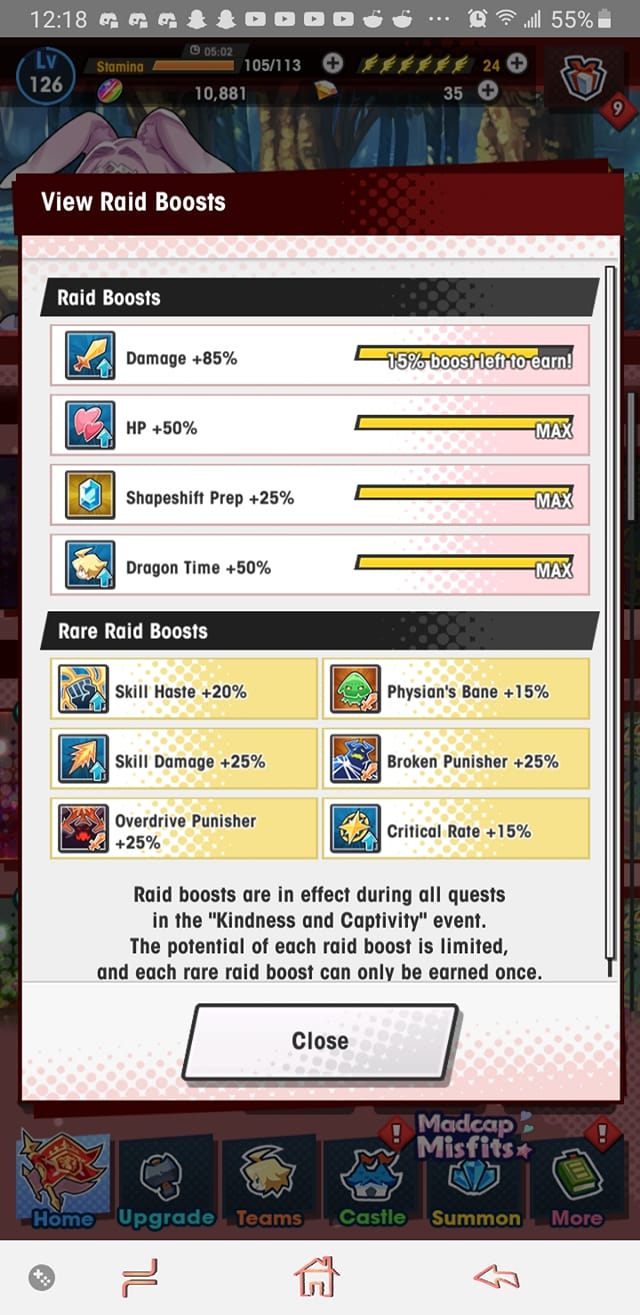 12:18
55%
Lv
126
Stamina
05:02
105/113
24
10,881
35
9
View Raid Boosts
Raid Boosts
Damage +85%
15% boost left to earn!
HP +50%
MAX
Shapeshift Prep +25%
MAX
Dragon Time +50%
MAX
Rare Raid Boosts
Skill Haste +20%
Physian's Bane +15%
Skill Damage +25%
Broken Punisher +25%
Overdrive Punisher
+25%
Critical Rate +15%
Raid boosts are in effect during all quests
in the "Kindness and Captivity" event.
The potential of each raid boost is limited,
and each rare raid boost can only be earned once.
Close
Madcap
Misfits
Home
Upgrade
Teams
Castle
Summon
More